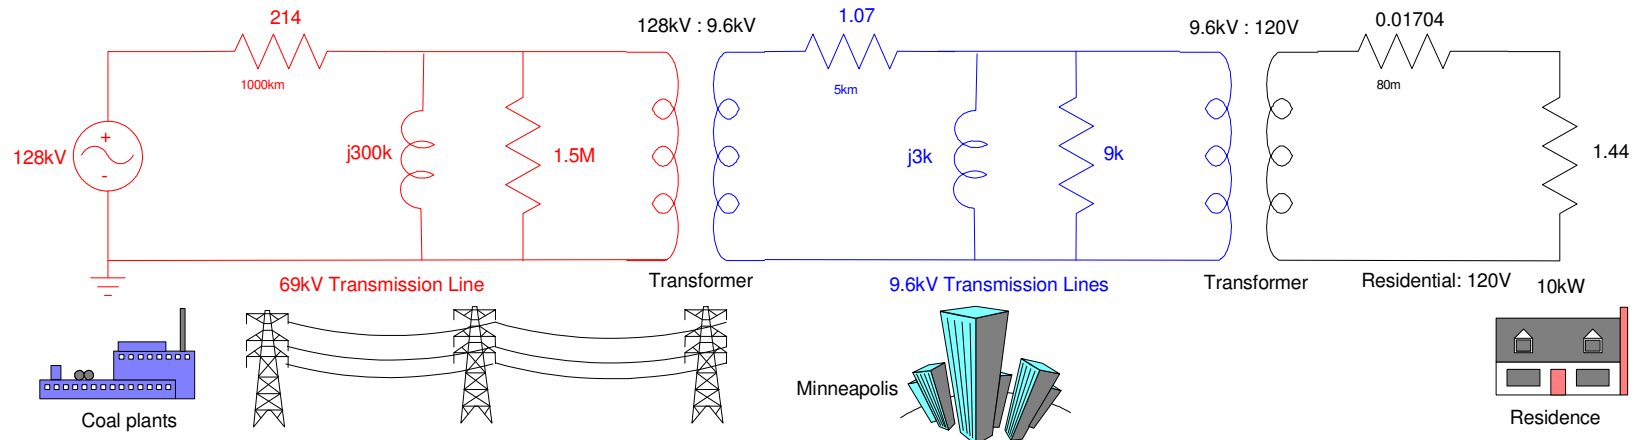 214
128kV : 9.6kV
1.07
9.6kV : 120V
0.01704
1000km
5km
80m
+
128kV
-
j300k
1.5M
j3k
9k
1.44
69kV Transmission Line
Transformer
9.6kV Transmission Lines
Transformer
Residential: 120V
10kW
Coal plants
Minneapolis
Residence